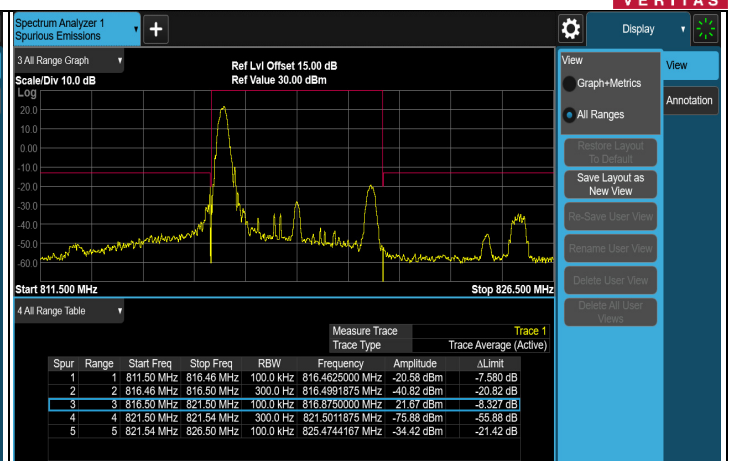 VERITAS
Spectrum Analyzer 1
Spurious Emissions
Display
3 All Range Graph
Ref Lvl Offset 15.00 dB
Scale/Div 10.0 dB
Ref Value 30.00 dBm
Log
20.0
10.0
0.00
-10.0
-20.0
-30.0
-40.0
-50.0
-60.0
Start 811.500 MHz
Stop 826.500 MHz
View
Graph+Metrics
All Ranges
Restore Layout
To Default
Save Layout as
New View
Re-Save User View
Rename User View
Delete User View
Delete All User
Views
View
Annotation
4 All Range Table
Measure Trace Trace 1
Trace Type Trace Average (Active)
Spur Range Start Freq Stop Freq RBW Frequency Amplitude ΔLimit
1 1 811.50 MHz 816.46 MHz 100.0 kHz 816.4625000 MHz -20.58 dBm -7.580 dB
2 2 816.46 MHz 816.50 MHz 300.0 Hz 816.4991875 MHz -40.82 dBm -20.82 dB
3 3 816.50 MHz 821.50 MHz 100.0 kHz 816.8750000 MHz 21.67 dBm -8.327 dB
4 4 821.50 MHz 821.54 MHz 300.0 Hz 821.5011875 MHz -75.88 dBm -55.88 dB
5 5 821.54 MHz 826.50 MHz 100.0 kHz 825.4744167 MHz -34.42 dBm -21.42 dB